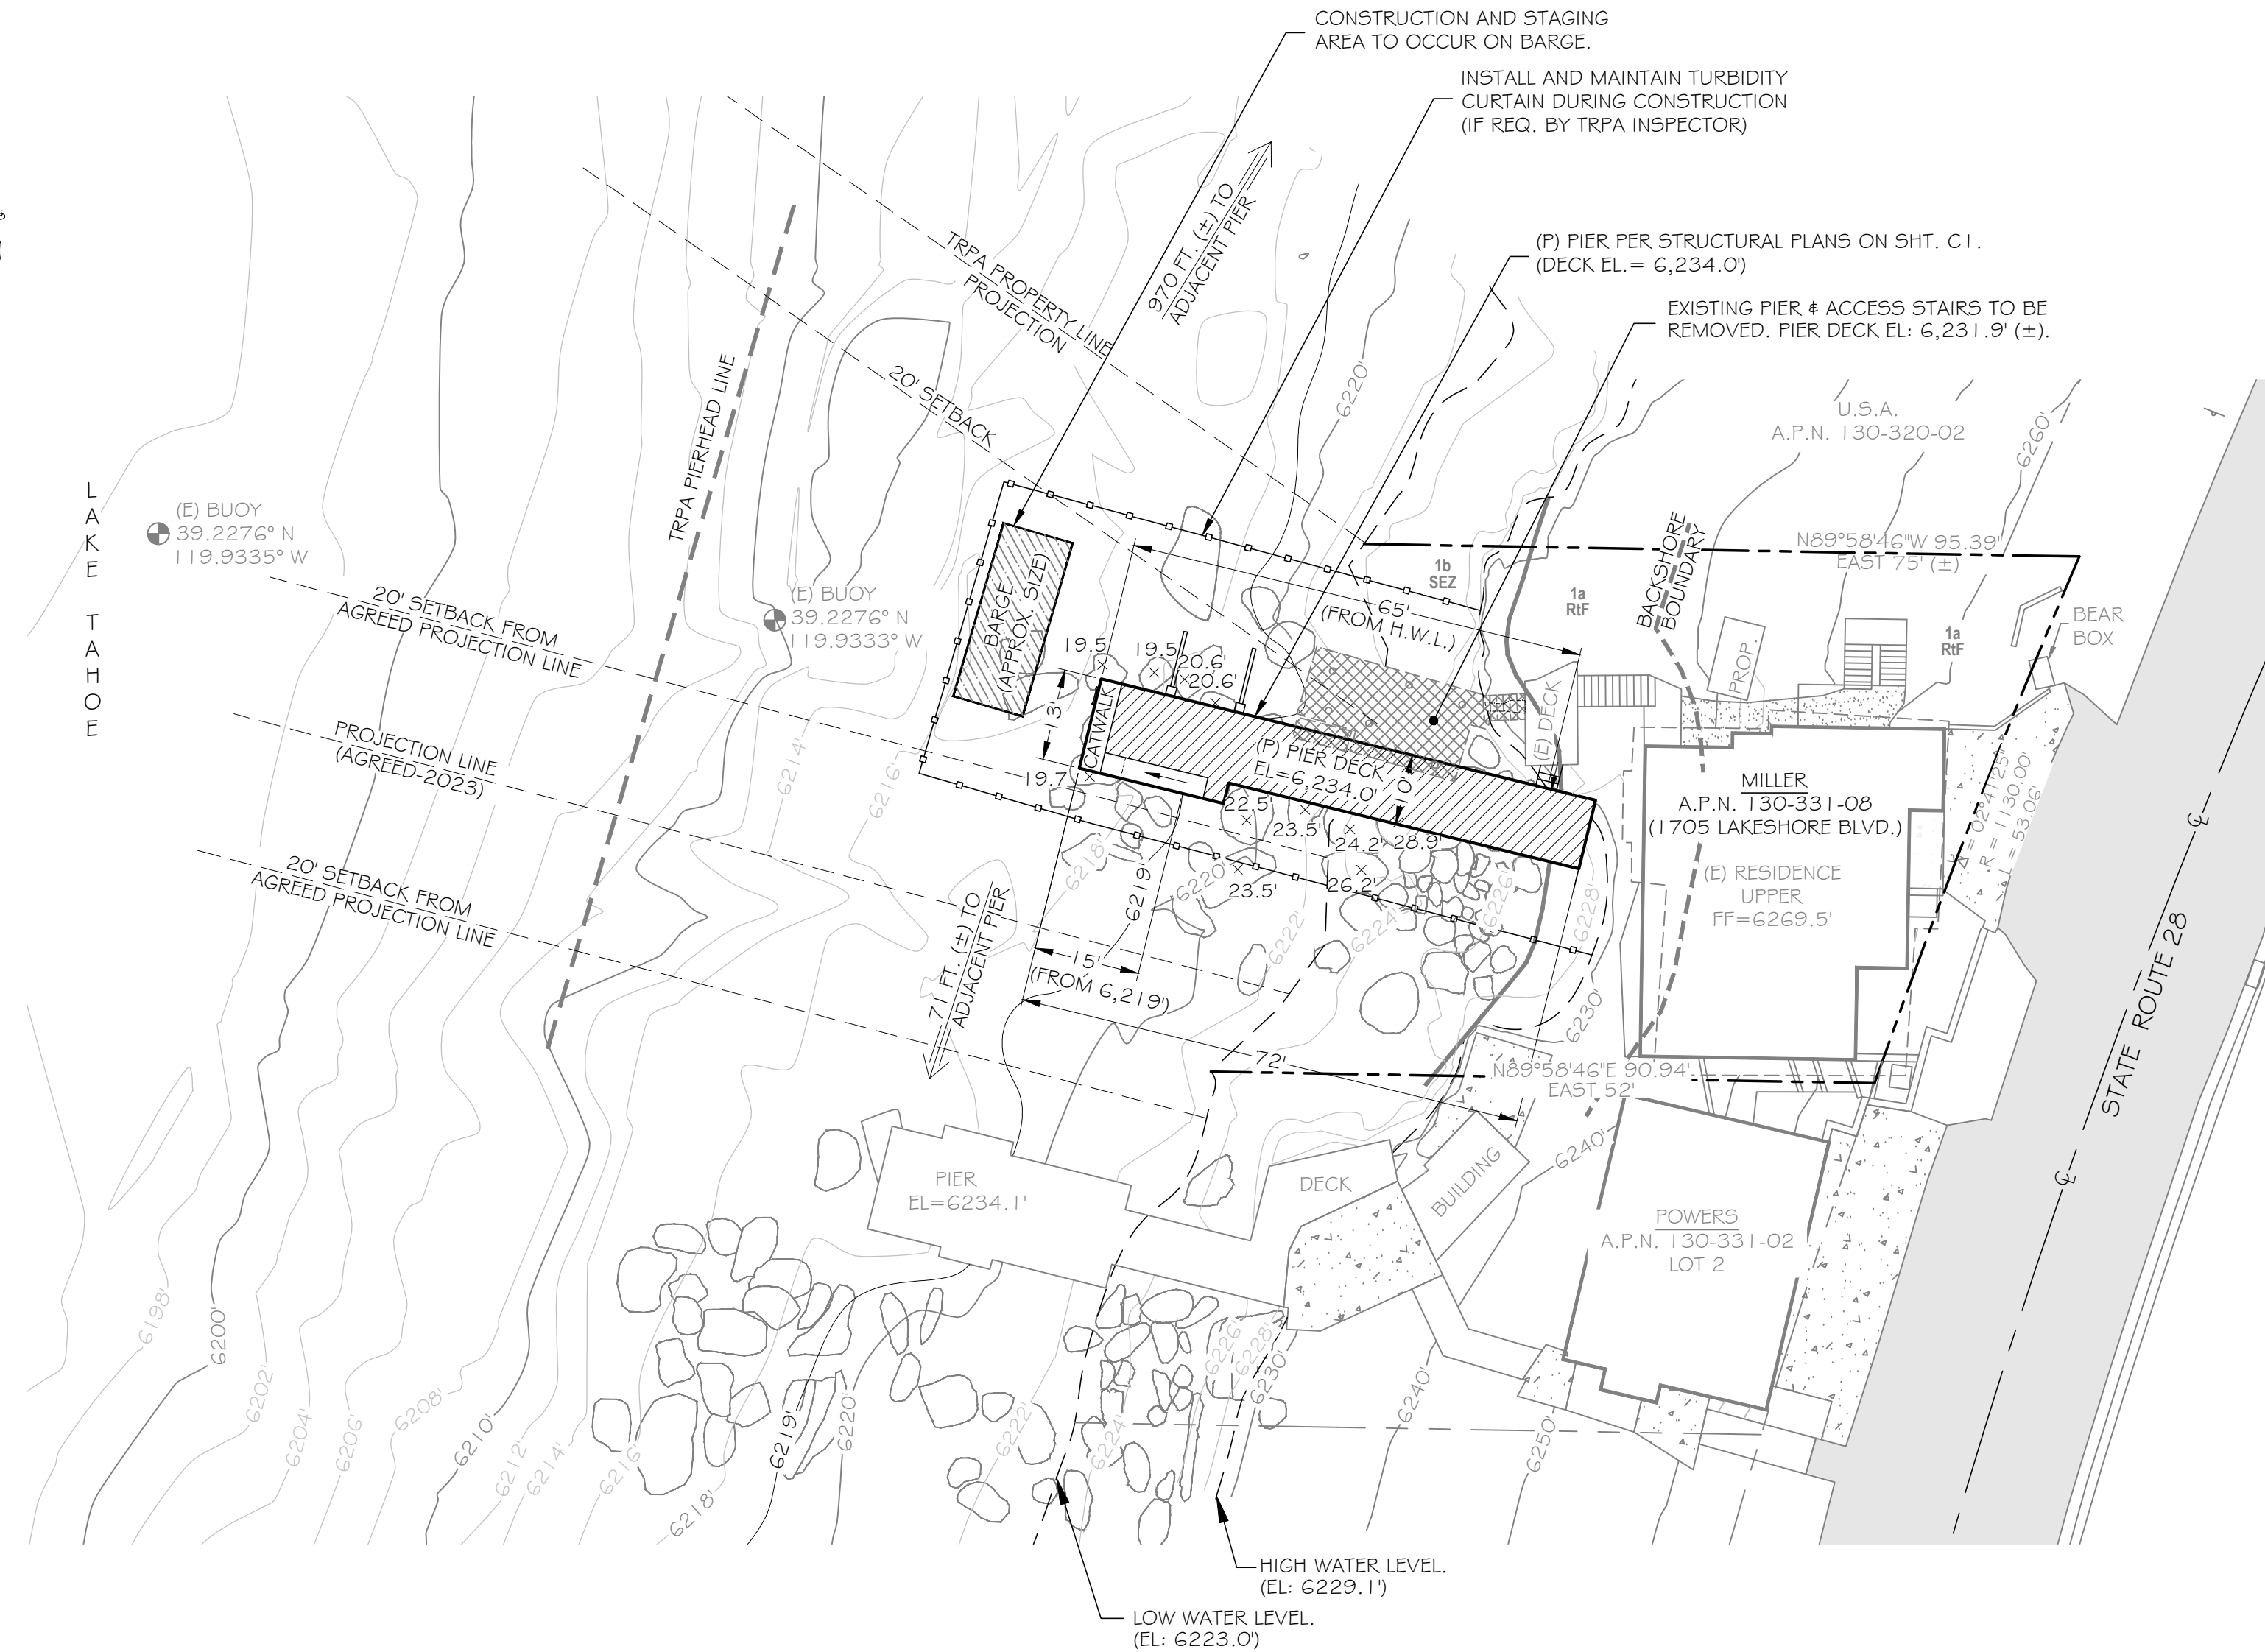 CONSTRUCTION AND STAGING
AREA TO OCCUR ON BARGE.
INSTALL AND MAINTAIN TURBIDITY
CURTAIN DURING CONSTRUCTION
(IF REQ. BY TRPA INSPECTOR)
(P) PIER PER STRUCTURAL PLANS ON SHT. C1.
(DECK EL.= 6,234.0')
EXISTING PIER & ACCESS STAIRS TO BE
REMOVED. PIER DECK EL: 6,231.9' (±).
970 FT. (±) TO
ADJACENT PIER
TRPA PROPERTY LINE
PROJECTION
20' SETBACK
TRPA PIERHEAD LINE
6220'
U.S.A.
A.P.N. 130-320-02
6260'
LAKE TAHOE
(E) BUOY
39.2276° N
119.9335° W
(E) BUOY
39.2276° N
119.9333° W
BARGE
(APPROX. SIZE)
1b
SEZ
1a
RtF
BACKSHORE
BOUNDARY
N89°58'46"W 95.39'
EAST 75' (±)
1a
RtF
BEAR
BOX
PROP.
65'
(FROM H.W.L.)
20' SETBACK FROM
AGREED PROJECTION LINE
PROJECTION LINE
(AGREED-2023)
20' SETBACK FROM
AGREED PROJECTION LINE
19.5
19.5
20.6'
20.6'
13'
CATWALK
19.7
(P) PIER DECK
EL=6,234.0'
10'
(E) DECK
22.5'
23.5'
24.2'
28.9'
23.5'
26.2'
6214'
6216'
6218'
6219'
6220'
6222'
6224'
6226'
6228'
6230'
MILLER
A.P.N. 130-331-08
(1705 LAKESHORE BLVD.)
(E) RESIDENCE
UPPER
FF=6269.5'
Δ = 02°41'25"
R = 1130.00'
L = 53.06'
STATE ROUTE 28
71 FT. (±) TO
ADJACENT PIER
15'
(FROM 6,219')
72'
N89°58'46"E 90.94'
EAST 52'
6240'
PIER
EL=6234.1'
DECK
BUILDING
POWERS
A.P.N. 130-331-02
LOT 2
6198'
6200'
6202'
6204'
6206'
6208'
6210'
6212'
6214'
6216'
6218'
6219'
6220'
6222'
6224'
6226'
6228'
6230'
6240'
6250'
HIGH WATER LEVEL.
(EL: 6229.1')
LOW WATER LEVEL.
(EL: 6223.0')